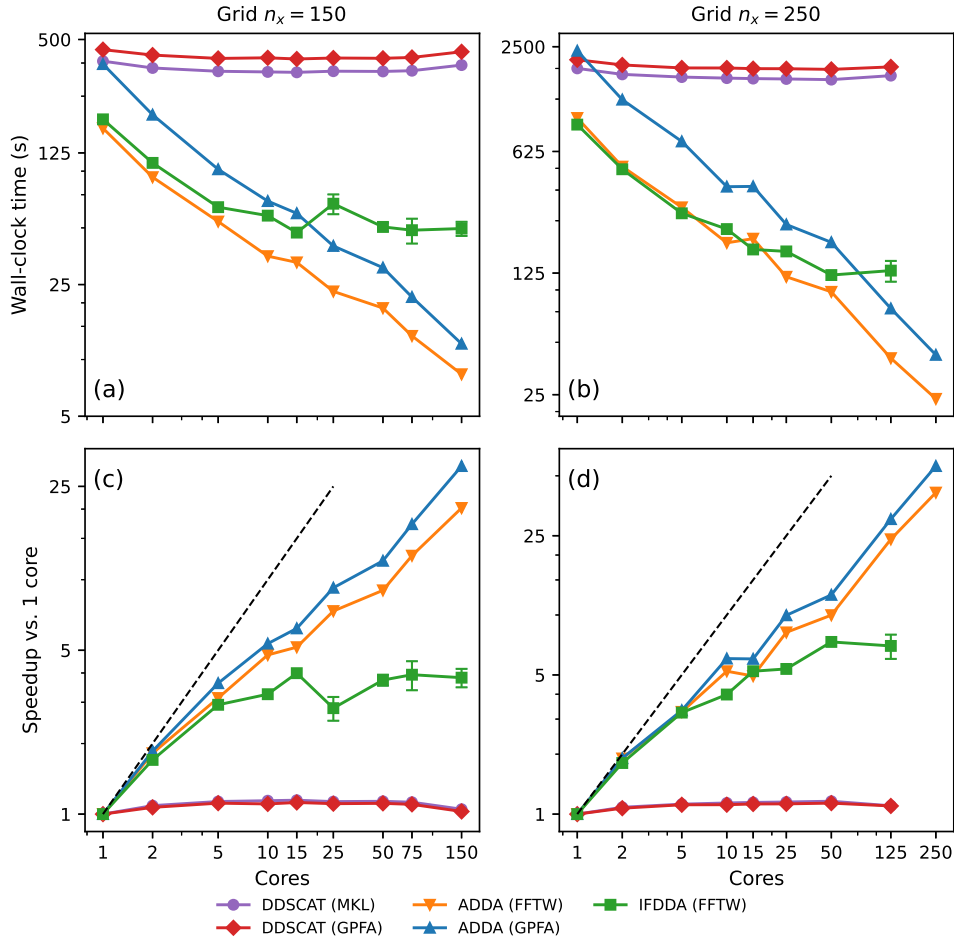 Grid nx = 150
Grid nx = 250
Wall-clock time (s)
500
125
25
5
(a)
2500
625
125
25
(b)
Speedup vs. 1 core
25
5
1
(c)
25
5
1
(d)
1 2 5 10 15 25 50 75 150
Cores
1 2 5 10 15 25 50 125 250
Cores
DDSCAT (MKL) ADDA (FFTW) IFDDA (FFTW)
DDSCAT (GPFA) ADDA (GPFA)